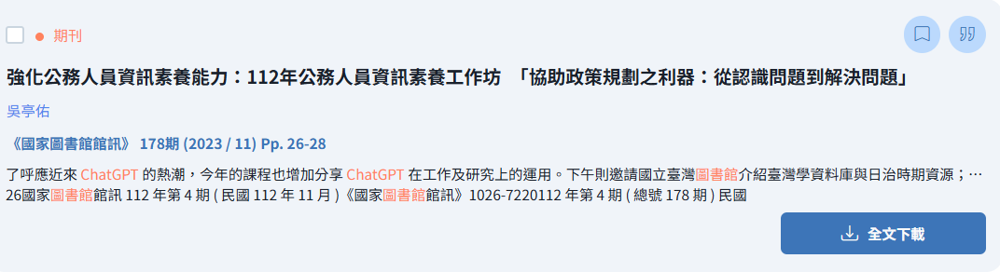 期刊
強化公務人員資訊素養能力：112年公務人員資訊素養工作坊 「協助政策規劃之利器：從認識問題到解決問題」
吳亭佑
《國家圖書館館訊》 178期 (2023 / 11) Pp. 26-28
了呼應近來 ChatGPT 的熱潮，今年的課程也增加分享 ChatGPT 在工作及研究上的運用。下午則邀請國立臺灣圖書館介紹臺灣學資料庫與日治時期資源；…
26國家圖書館館訊 112 年第 4 期 ( 民國 112 年 11 月 )《國家圖書館館訊》1026-7220112 年第 4 期 ( 總號 178 期 ) 民國
全文下載